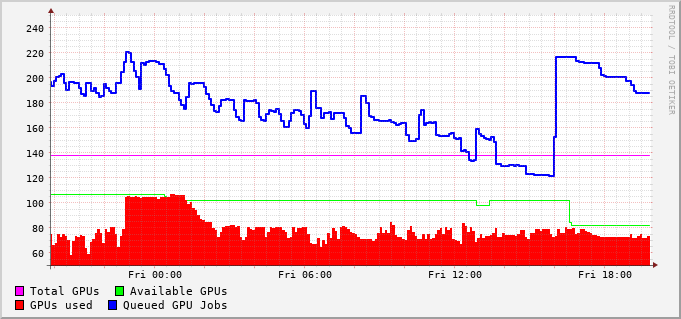 240
220
200
180
160
140
120
100
80
60
Fri 00:00 Fri 06:00 Fri 12:00 Fri 18:00
Total GPUs Available GPUs
GPUs used Queued GPU Jobs
RRDTOOL / TOBI OETIKER